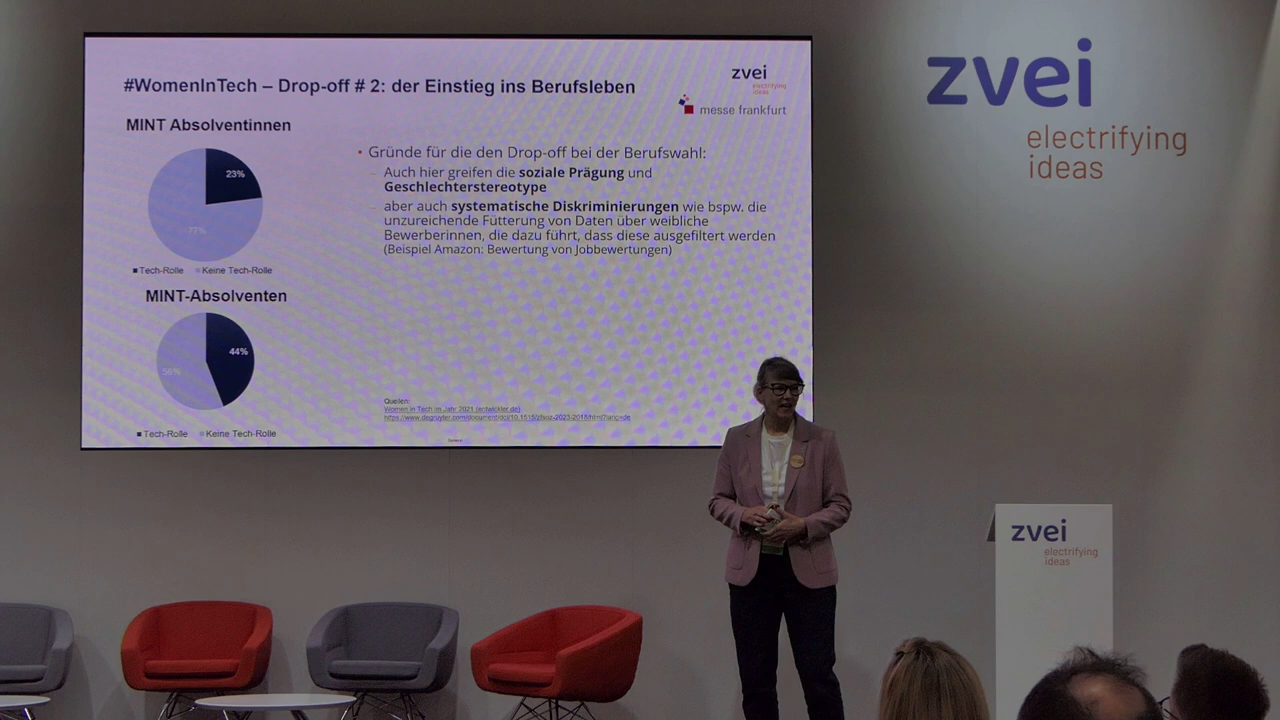 #WomenInTech – Drop-off # 2: der Einstieg ins Berufsleben
zvei
electrifying
ideas
messe frankfurt
MINT Absolventinnen
23%
77%
Tech-Rolle Keine Tech-Rolle
MINT-Absolventen
44%
56%
Tech-Rolle Keine Tech-Rolle
• Gründe für die den Drop-off bei der Berufswahl:
– Auch hier greifen die soziale Prägung und
Geschlechterstereotype
– aber auch systematische Diskriminierungen wie bspw. die
unzureichende Fütterung von Daten über weibliche
Bewerberinnen, die dazu führt, dass diese ausgefiltert werden
(Beispiel Amazon: Bewertung von Jobbewertungen)
Quellen:
Women in Tech im Jahr 2021 (entwickler.de)
zvei
electrifying
ideas
zvei
electrifying
ideas